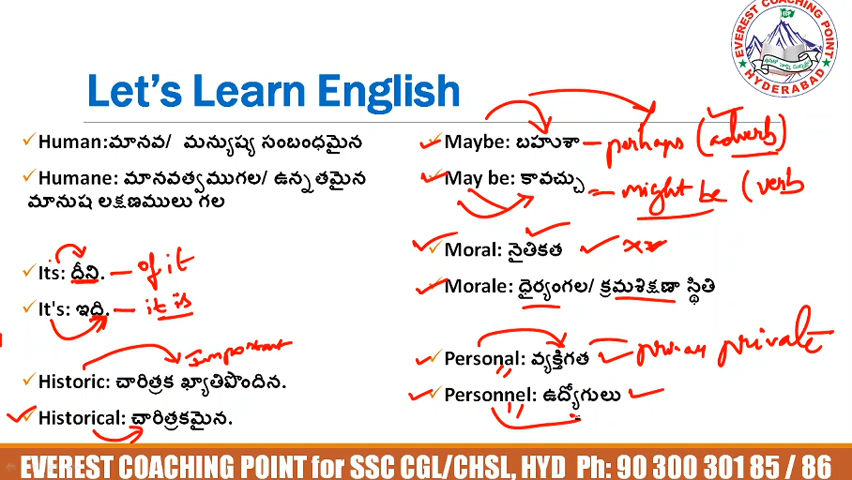 EVEREST COACHING POINT
HYDERABAD
Let's Learn English
Human:మానవ/ మన్యుష్య సంబంధమైన
Humane: మానవత్వముగల/ ఉన్నతమైన
మానుష లక్షణములు గల
Its: దీని. – of it
It's: ఇది. – it is
Important
Historic: చారిత్రక ఖ్యాతిపొందిన.
Historical: చారిత్రకమైన.
Maybe: బహుశా – perhaps (adverb)
May be: కావచ్చు = might be (verb
Moral: నైతికత
Morale: ధైర్యంగల/ క్రమశిక్షణా స్థితి
Personal: వ్యక్తిగత private
Personnel: ఉద్యోగులు
EVEREST COACHING POINT for SSC CGL/CHSL, HYD Ph: 90 300 301 85 / 86